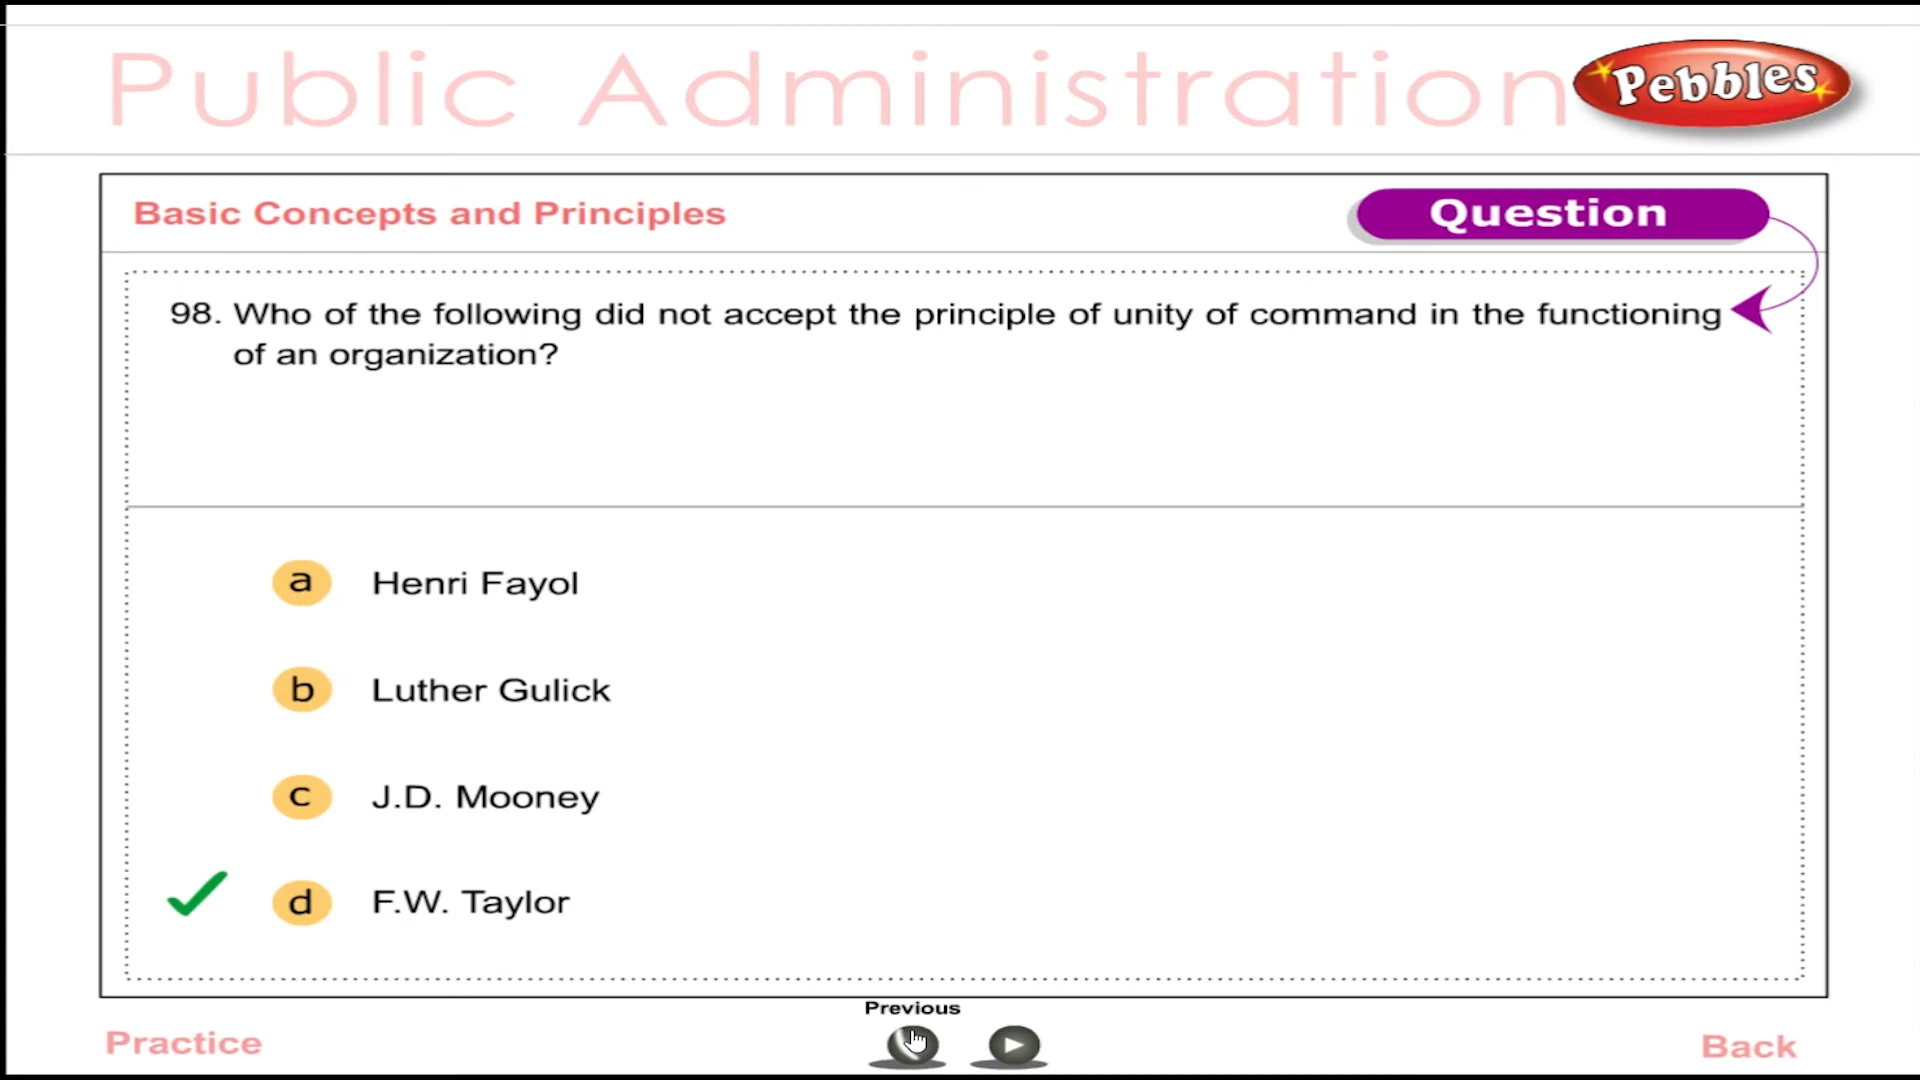 Public Administration
Pebbles
Basic Concepts and Principles
Question
98. Who of the following did not accept the principle of unity of command in the functioning
of an organization?
a Henri Fayol
b Luther Gulick
c J.D. Mooney
d F.W. Taylor
Previous
Practice
Back